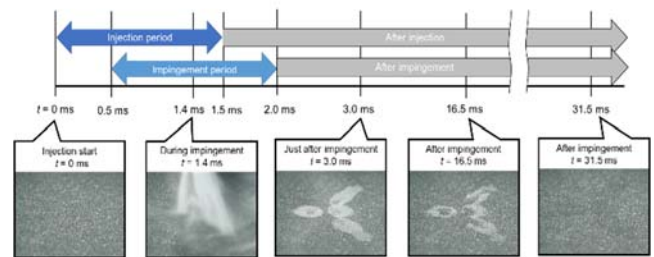 Injection period
After injection
Impingement period
After impingement
t = 0 ms
0.5 ms
1.4 ms
1.5 ms
2.0 ms
3.0 ms
16.5 ms
31.5 ms
Injection start
t = 0 ms
During impingement
t = 1.4 ms
Just after impingement
t = 3.0 ms
After impingement
t = 16.5 ms
After impingement
t = 31.5 ms